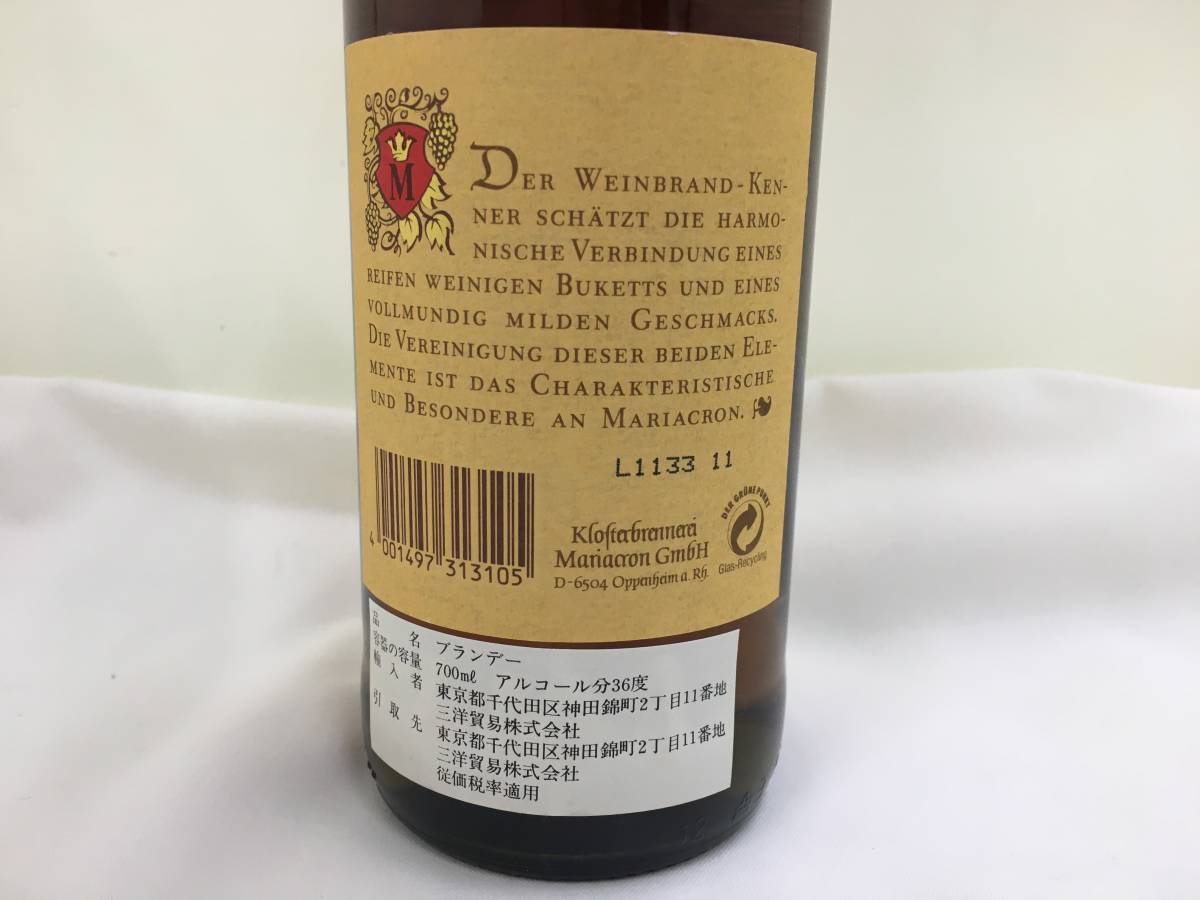 M
DER WEINBRAND-KEN-
NER SCHÄTZT DIE HARMO-
NISCHE VERBINDUNG EINES
REIFEN WEINIGEN BUKETTS UND EINES
VOLLMUNDIG MILDEN GESCHMACKS.
DIE VEREINIGUNG DIESER BEIDEN ELE-
MENTE IST DAS CHARAKTERISTISCHE
UND BESONDERE AN MARIACRON.
L1133 11
4 001497 313105
Klosterbrennerei
Mariacron GmbH
D-6504 Oppenheim a. Rh.
DER GRÜNE PUNKT
Glas-Recycling
品名 ブランデー
容器の容量 700mℓ アルコール分36度
輸入者 東京都千代田区神田錦町2丁目11番地
三洋貿易株式会社
引取先 東京都千代田区神田錦町2丁目11番地
三洋貿易株式会社
従価税率適用